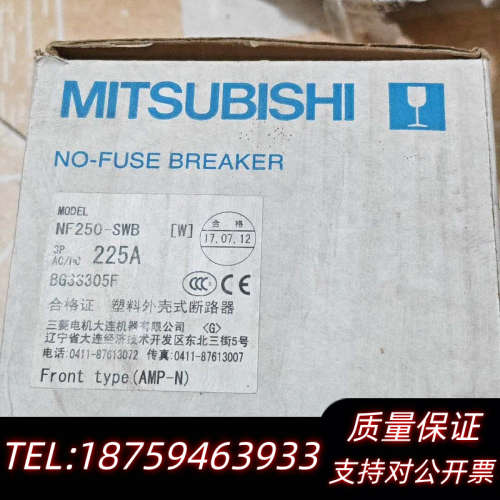 MITSUBISHI
NO-FUSE BREAKER
MODEL
NF250-SWB [W]
3P
AC/DC 225A
BG3S305F
合格
17.07.12
CCC CE
合格证 塑料外壳式断路器
三菱电机大连机器有限公司 〈G〉
辽宁省大连经济技术开发区东北三街5号
电话:0411-87613072 传真:0411-87613007
Front type(AMP-N)
TEL:18759463933
质量保证
支持对公开票